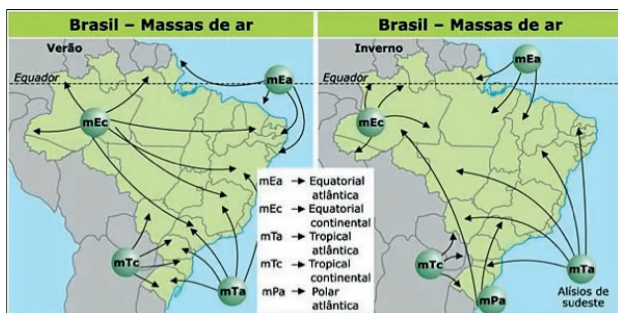 Brasil – Massas de ar
Verão
Equador
mEa
mEc
mTc
mTa
mEa → Equatorial
atlântica
mEc → Equatorial
continental
mTa → Tropical
atlântica
mTc → Tropical
continental
mPa → Polar
atlântica
Brasil – Massas de ar
Inverno
Equador
mEa
mEc
mTc
mTa
mPa
Alísios de
sudeste